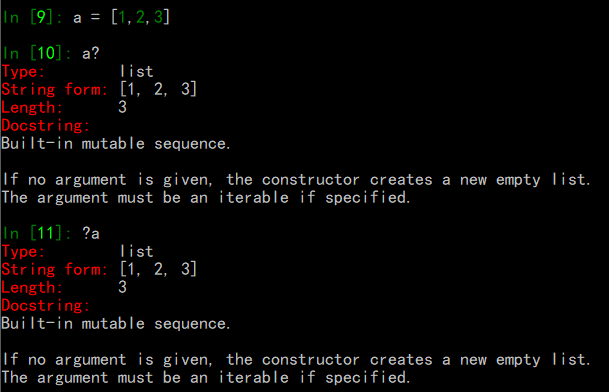 In [9]: a = [1,2,3]
In [10]: a?
Type:        list
String form: [1, 2, 3]
Length:      3
Docstring:
Built-in mutable sequence.
If no argument is given, the constructor creates a new empty list.
The argument must be an iterable if specified.
In [11]: ?a
Type:        list
String form: [1, 2, 3]
Length:      3
Docstring:
Built-in mutable sequence.
If no argument is given, the constructor creates a new empty list.
The argument must be an iterable if specified.